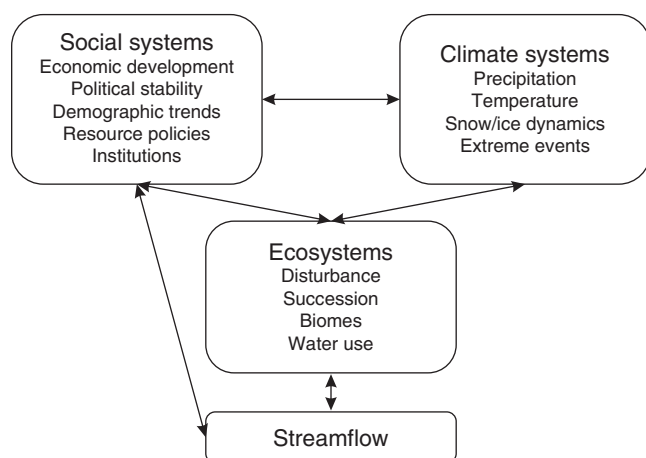 Social systems
Economic development
Political stability
Demographic trends
Resource policies
Institutions
Climate systems
Precipitation
Temperature
Snow/ice dynamics
Extreme events
Ecosystems
Disturbance
Succession
Biomes
Water use
Streamflow